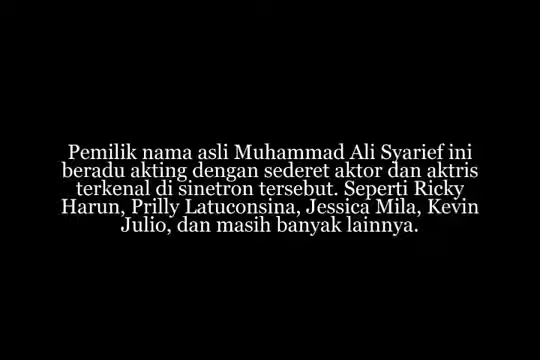 Pemilik nama asli Muhammad Ali Syarief ini
beradu akting dengan sederet aktor dan aktris
terkenal di sinetron tersebut. Seperti Ricky
Harun, Prilly Latuconsina, Jessica Mila, Kevin
Julio, dan masih banyak lainnya.